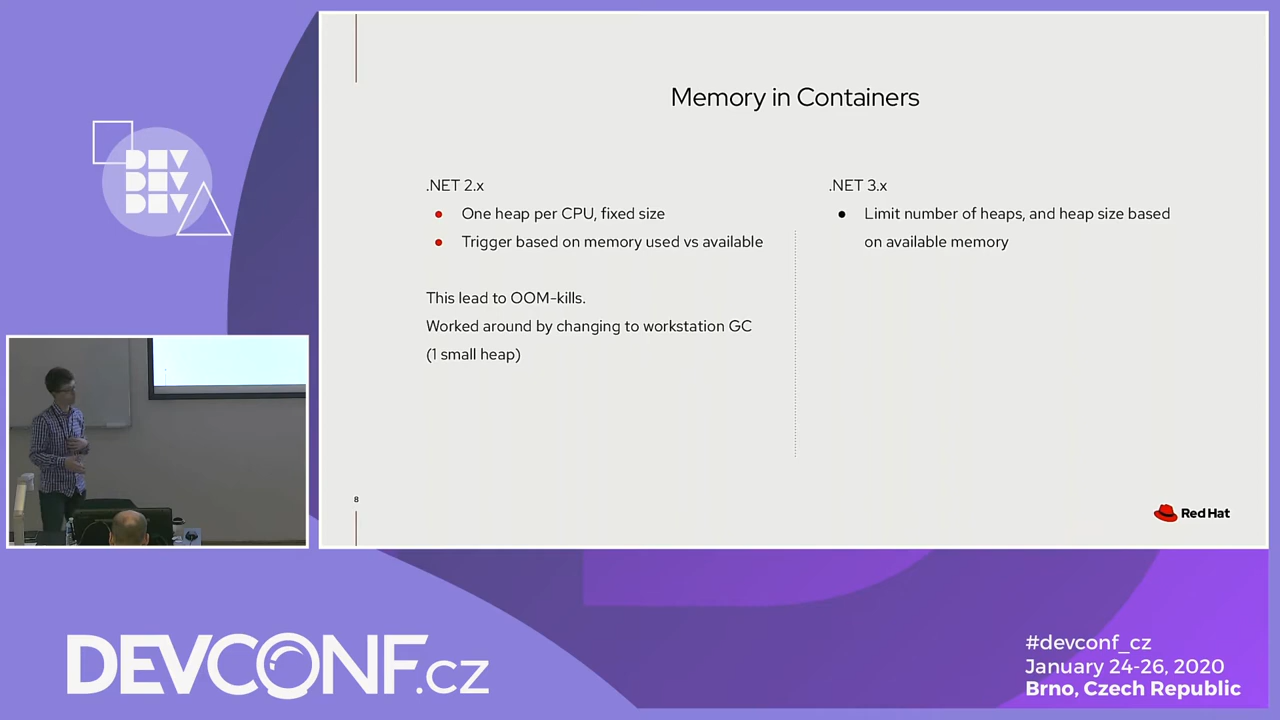 DEV
DEV
DEV
Memory in Containers
.NET 2.x
One heap per CPU, fixed size
Trigger based on memory used vs available
This lead to OOM-kills.
Worked around by changing to workstation GC
(1 small heap)
.NET 3.x
Limit number of heaps, and heap size based
on available memory
8
Red Hat
DEVCONF.cz
#devconf_cz
January 24-26, 2020
Brno, Czech Republic